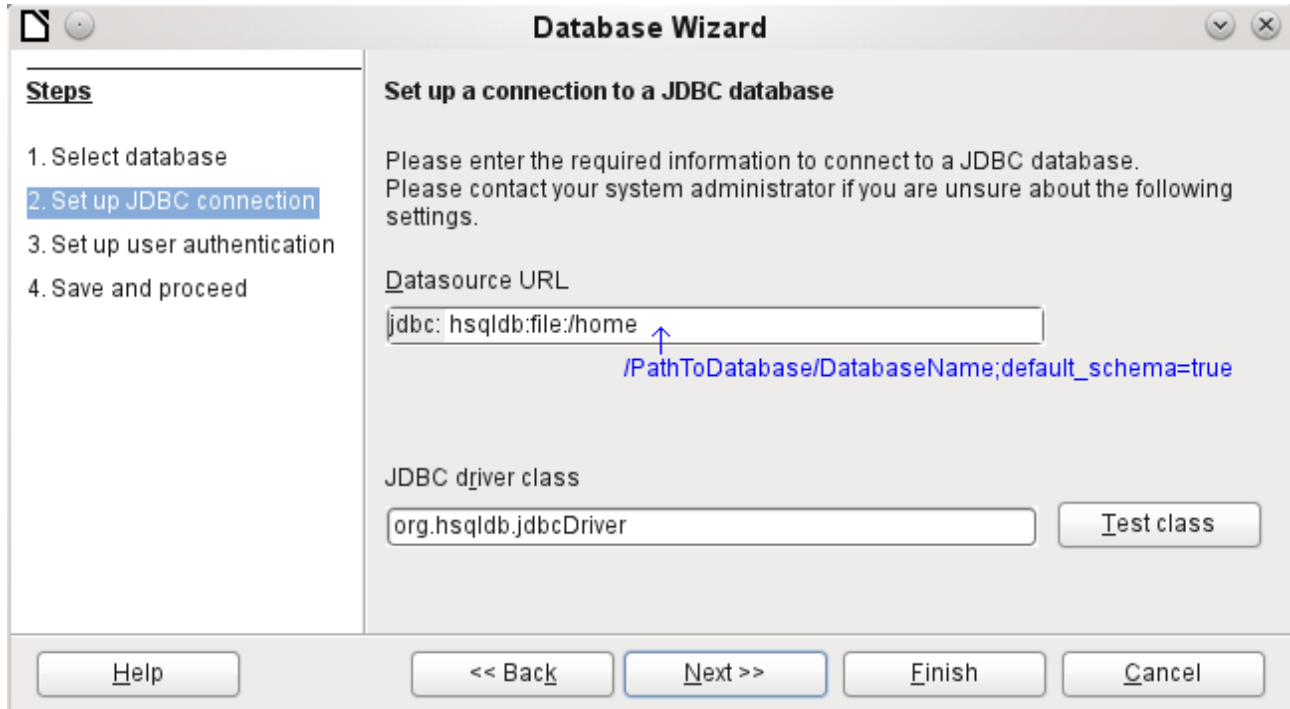 Database Wizard
Steps
1. Select database
2. Set up JDBC connection
3. Set up user authentication
4. Save and proceed
Set up a connection to a JDBC database
Please enter the required information to connect to a JDBC database.
Please contact your system administrator if you are unsure about the following
settings.
Datasource URL
jdbc: hsqldb:file:/home
/PathToDatabase/DatabaseName;default_schema=true
JDBC driver class
org.hsqldb.jdbcDriver
Test class
Help
<< Back
Next >>
Finish
Cancel